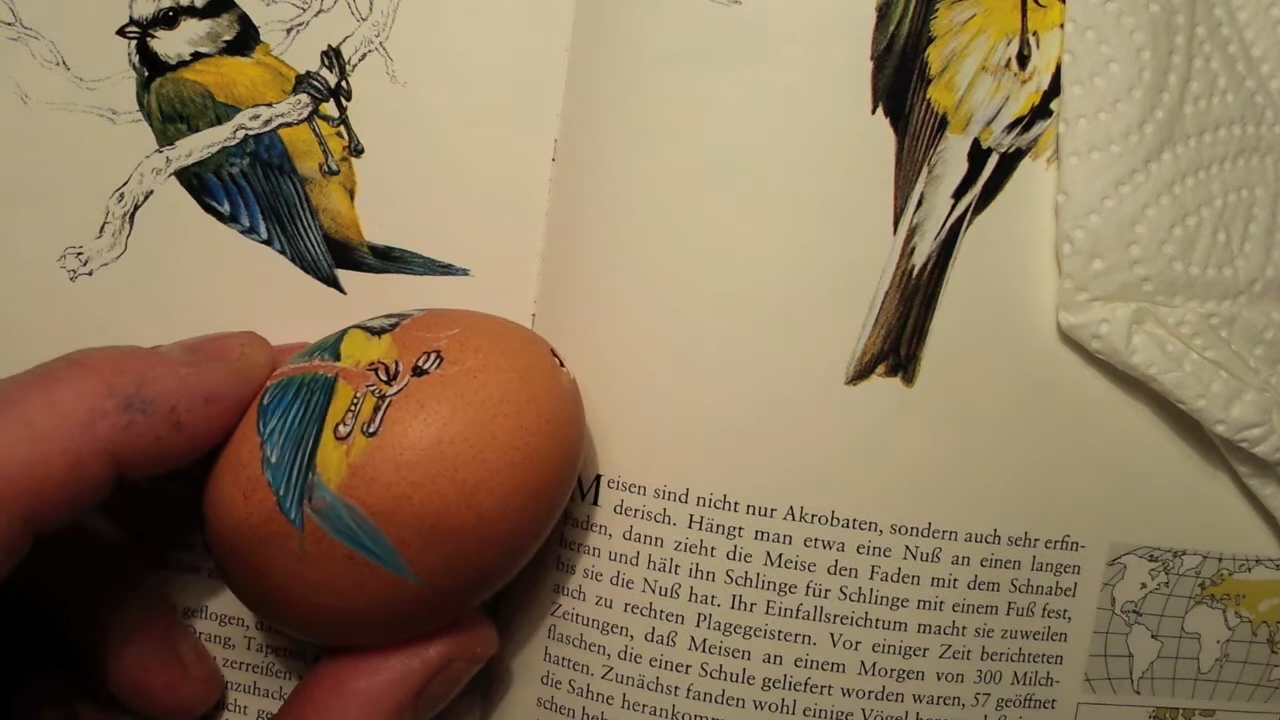 geflogen, da
Drang, Tapeten
zu zerreißen
Meisen sind nicht nur Akrobaten, sondern auch sehr erfin-
derisch. Hängt man etwa eine Nuß an einen langen
Faden, dann zieht die Meise den Faden mit dem Schnabel
heran und hält ihn Schlinge für Schlinge mit einem Fuß fest,
bis sie die Nuß hat. Ihr Einfallsreichtum macht sie zuweilen
auch zu rechten Plagegeistern. Vor einiger Zeit berichteten
Zeitungen, daß Meisen an einem Morgen von 300 Milch-
flaschen, die einer Schule geliefert worden waren, 57 geöffnet
hatten. Zunächst fanden wohl einige Vögel
die Sahne